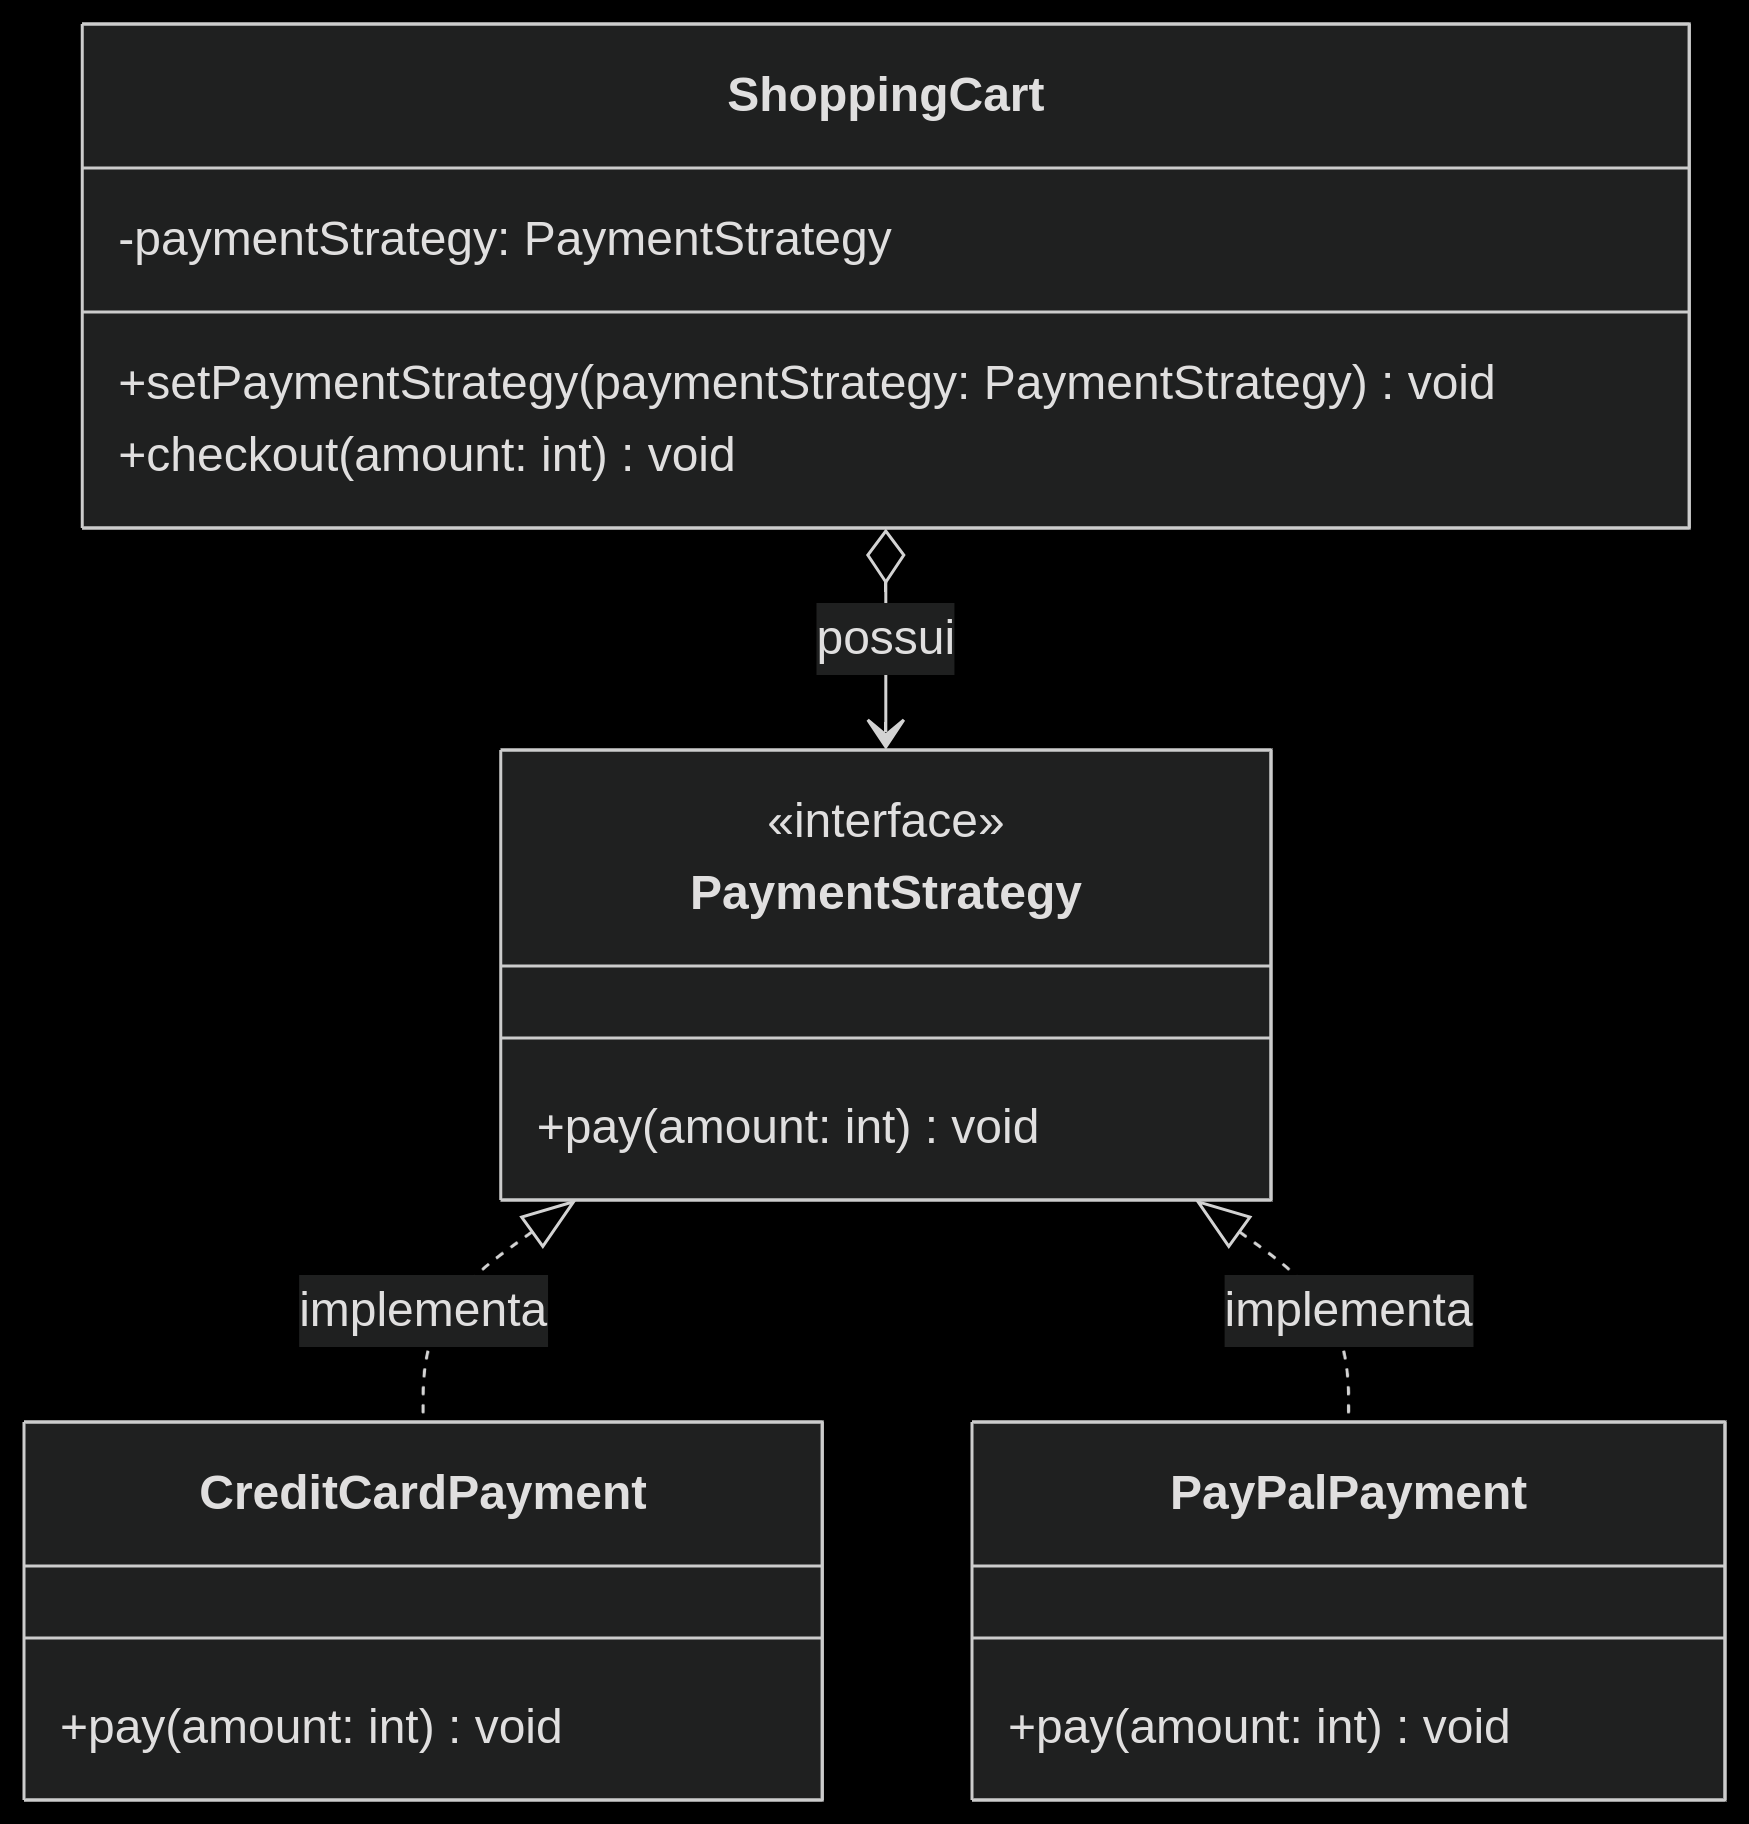 ShoppingCart
-paymentStrategy: PaymentStrategy
+setPaymentStrategy(paymentStrategy: PaymentStrategy) : void
+checkout(amount: int) : void
possui
«interface»
PaymentStrategy
+pay(amount: int) : void
implementa
implementa
CreditCardPayment
+pay(amount: int) : void
PayPalPayment
+pay(amount: int) : void